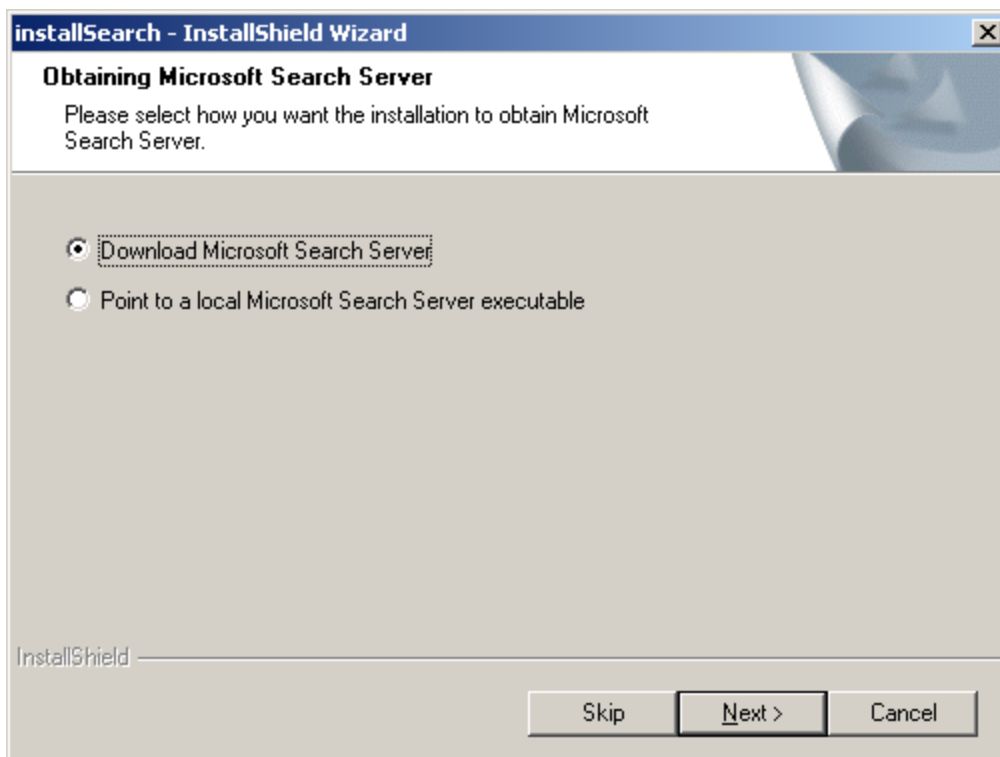 installSearch - InstallShield Wizard
Obtaining Microsoft Search Server
Please select how you want the installation to obtain Microsoft
Search Server.
Download Microsoft Search Server
Point to a local Microsoft Search Server executable
InstallShield
Skip
Next >
Cancel